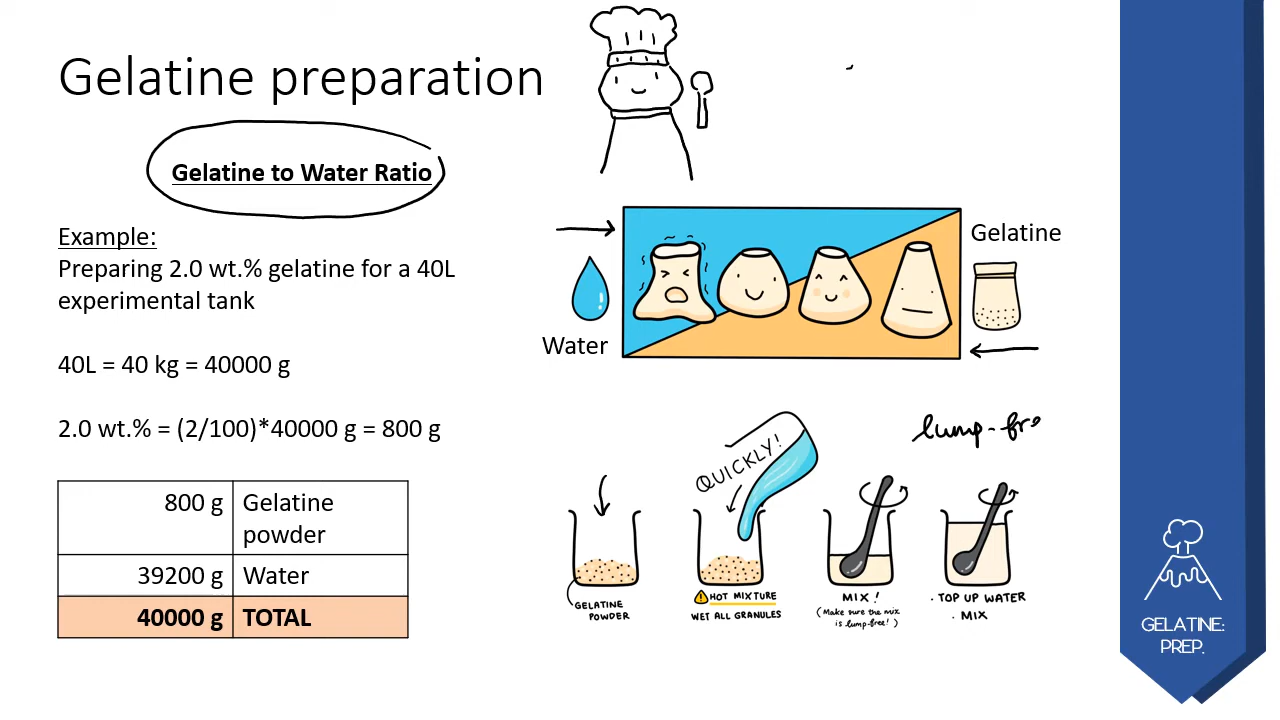 Gelatine preparation
Gelatine to Water Ratio
Example:
Preparing 2.0 wt.% gelatine for a 40L
experimental tank
40L = 40 kg = 40000 g
2.0 wt.% = (2/100)*40000 g = 800 g
800 g Gelatine
powder
39200 g Water
40000 g TOTAL
Water
Gelatine
lump-fre
QUICKLY!
GELATINE
POWDER
HOT MIXTURE
WET ALL GRANULES
MIX!
(Make sure the mix
is lump-free!)
. TOP UP WATER
. MIX
GELATINE:
PREP.